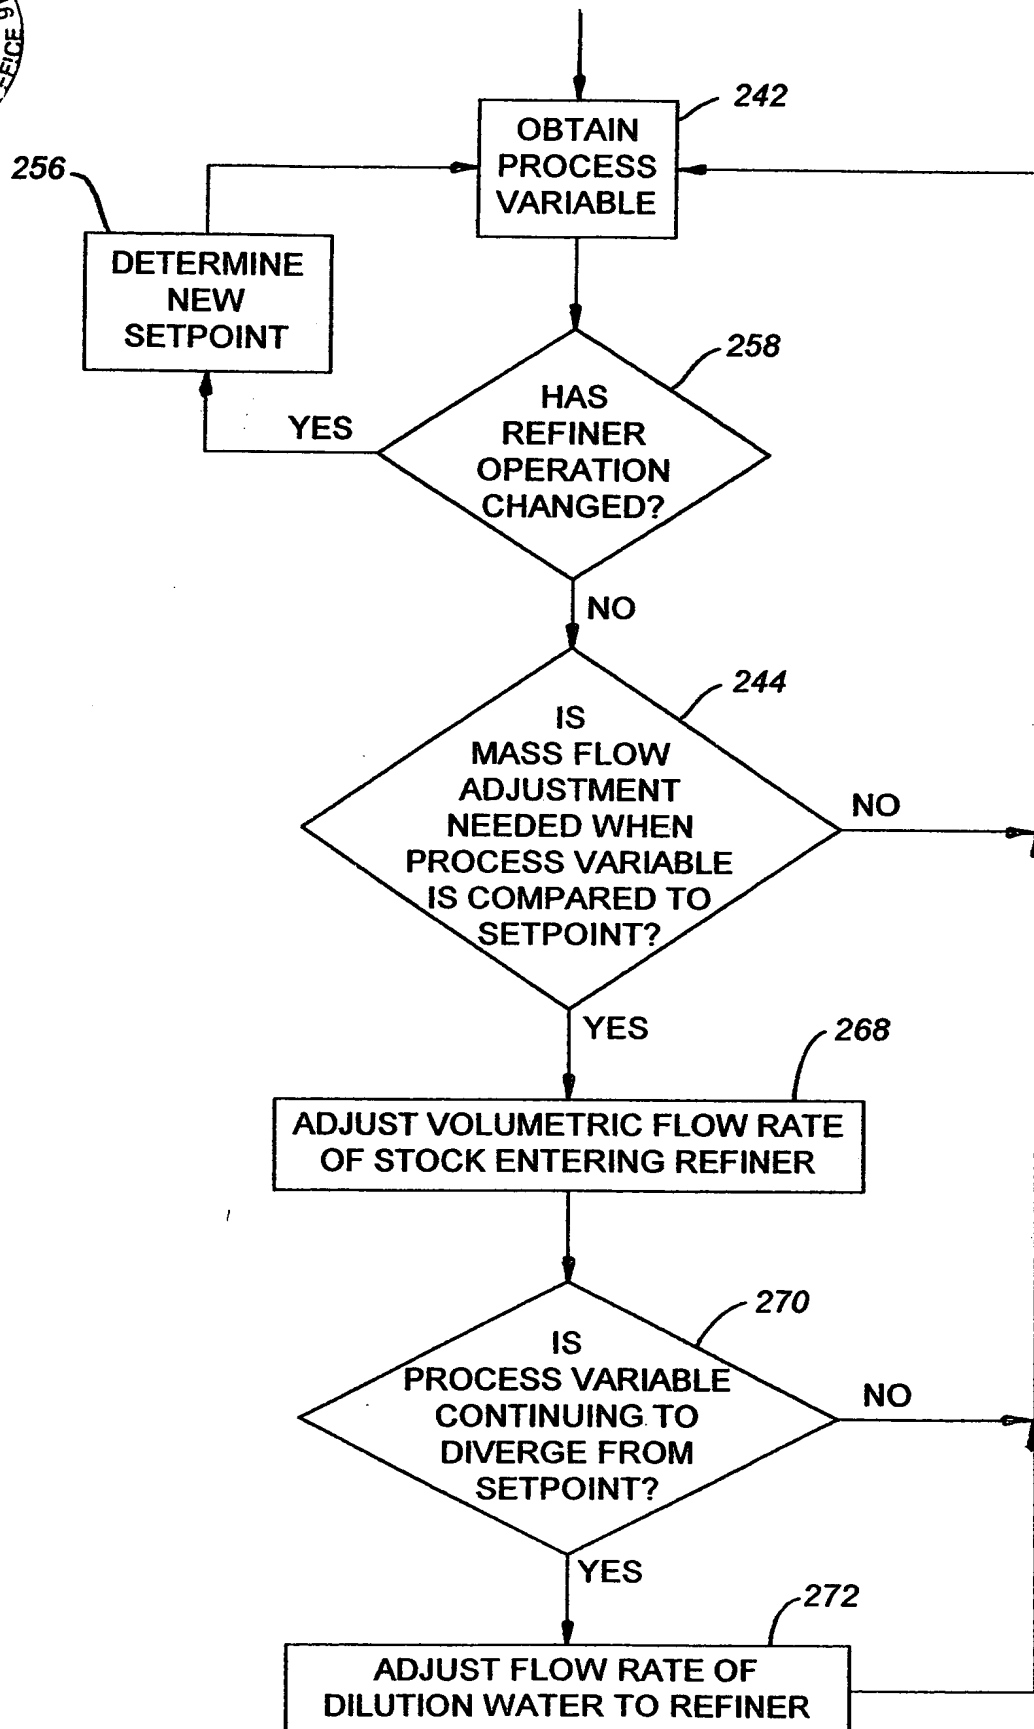 FFICE
242
OBTAIN
PROCESS
VARIABLE
256
DETERMINE
NEW
SETPOINT
258
HAS
REFINER
OPERATION
CHANGED?
YES
NO
244
IS
MASS FLOW
ADJUSTMENT
NEEDED WHEN
PROCESS VARIABLE
IS COMPARED TO
SETPOINT?
NO
YES
268
ADJUST VOLUMETRIC FLOW RATE
OF STOCK ENTERING REFINER
270
IS
PROCESS VARIABLE
CONTINUING TO
DIVERGE FROM
SETPOINT?
NO
YES
272
ADJUST FLOW RATE OF
DILUTION WATER TO REFINER